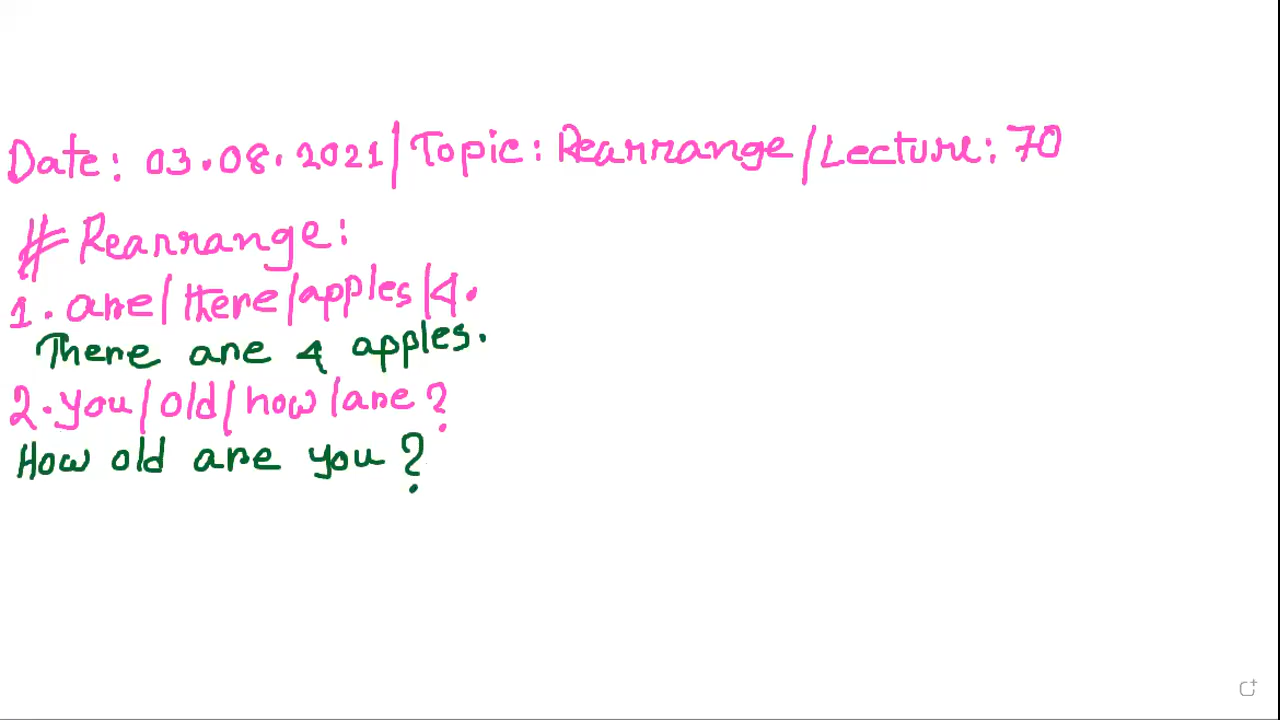 Date: 03.08.2021/Topic: Rearrange/Lecture: 70
# Rearrange:
1. are/there/apples/4.
There are 4 apples.
2. you/old/how/are?
How old are you?